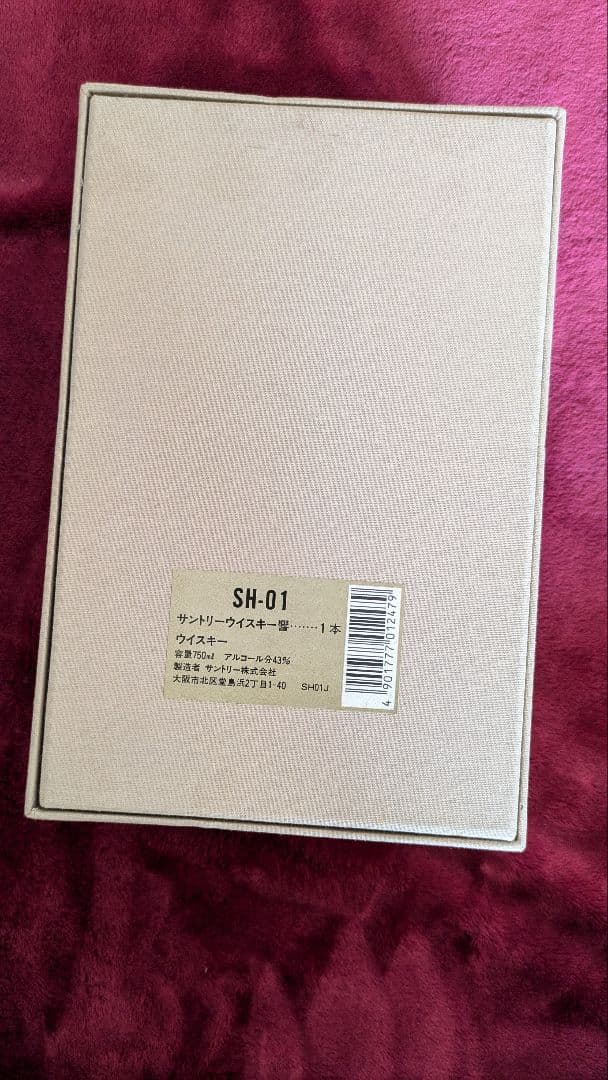 SH-01
サントリーウイスキー響……1本
ウイスキー
容量750㎖ アルコール分43%
製造者 サントリー株式会社
大阪市北区堂島浜2丁目1-40 SH01J
4 901777 012479